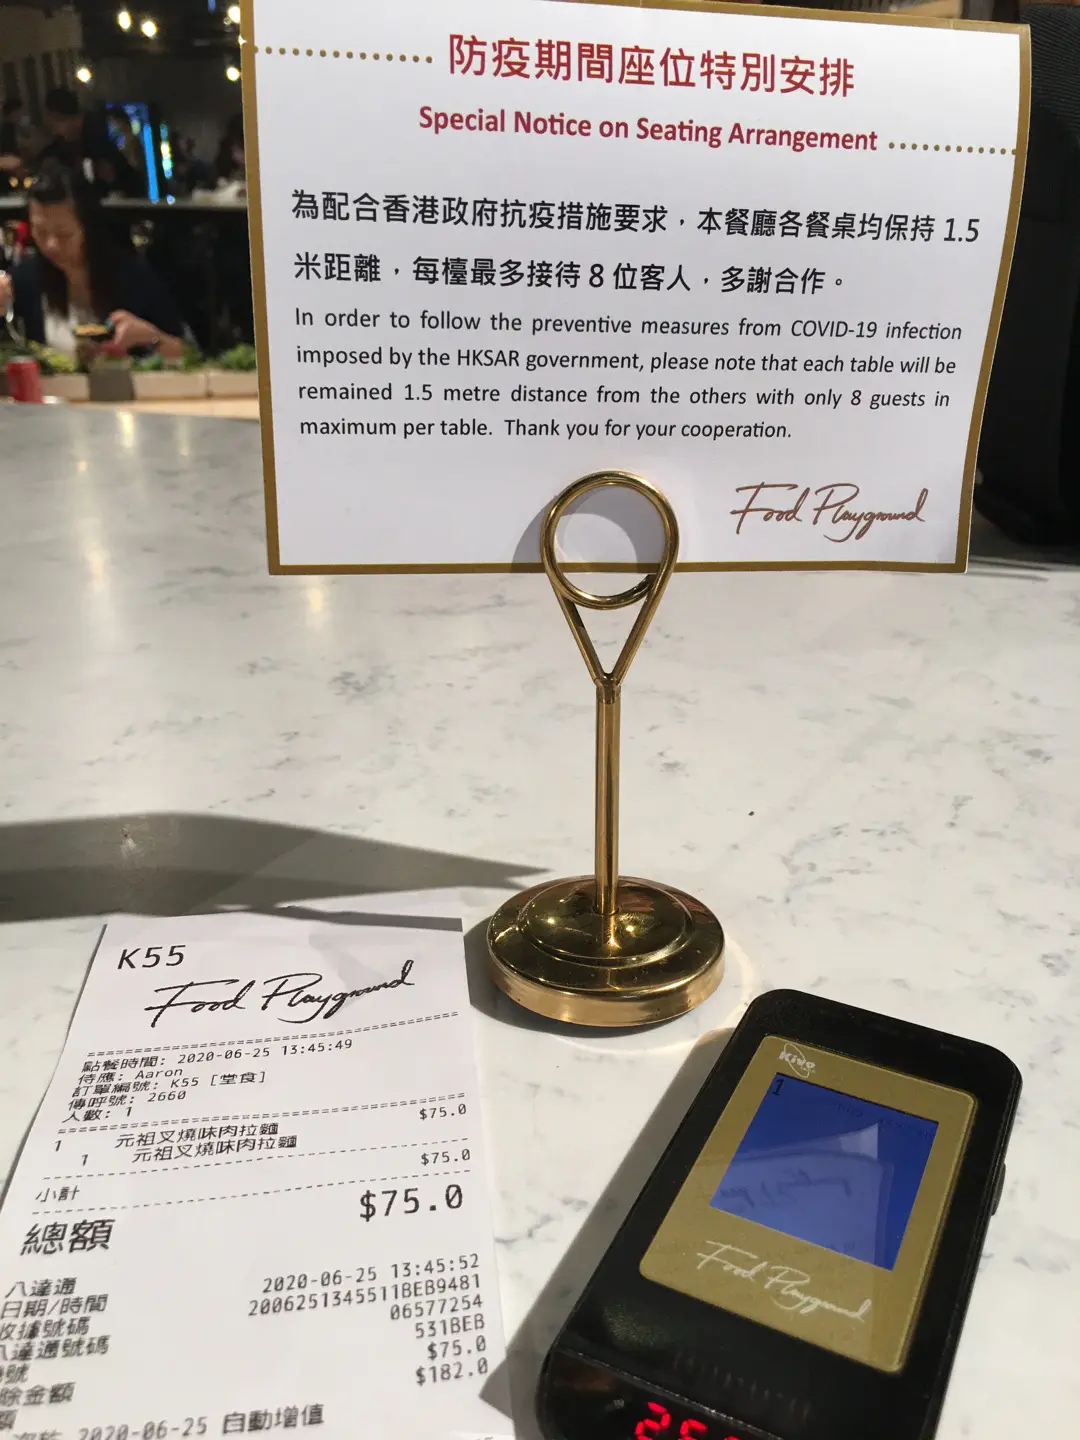 防疫期間座位特別安排
Special Notice on Seating Arrangement
為配合香港政府抗疫措施要求，本餐廳各餐桌均保持 1.5
米距離，每檯最多接待 8 位客人，多謝合作。
In order to follow the preventive measures from COVID-19 infection
imposed by the HKSAR government, please note that each table will be
remained 1.5 metre distance from the others with only 8 guests in
maximum per table. Thank you for your cooperation.
Food Playground
K55
Food Playground
點餐時間: 2020-06-25 13:45:49
侍應: Aaron
訂單編號: K55 [堂食]
傳呼號: 2660
人數: 1
1 元祖叉燒味肉拉麵 $75.0
1 元祖叉燒味肉拉麵
小計 $75.0
總額 $75.0
八達通
日期/時間 2020-06-25 13:45:52
收據號碼 2006251345511BEB9481
八達通號碼 06577254
號 531BEB
除金額 $75.0
額 $182.0
2020-06-25 自動增值
1
Food Playground